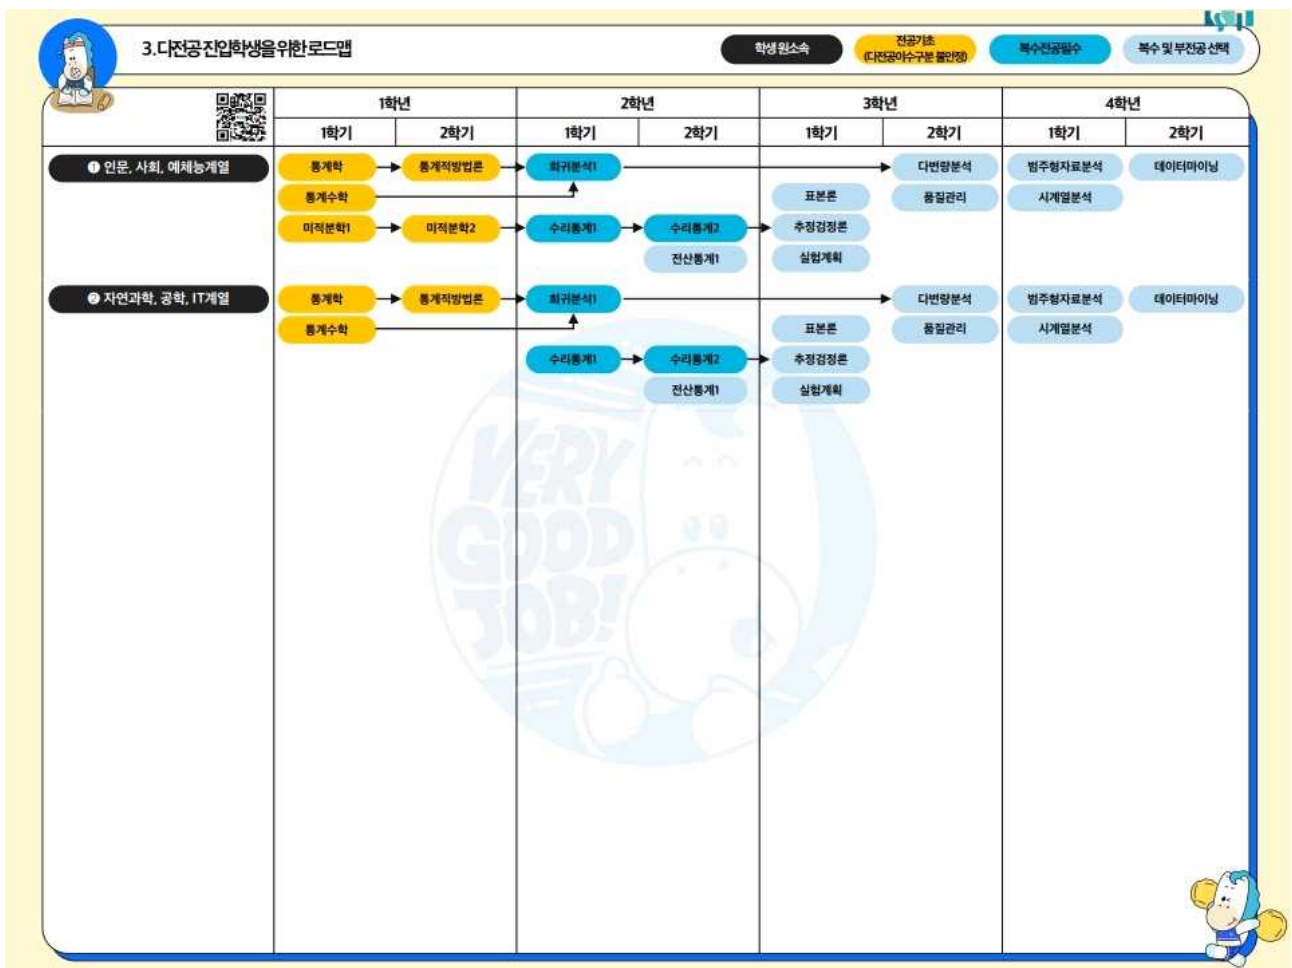 3.다전공 진입학생을 위한 로드맵
학생 원소속
전공기초
(다전공이수구분 불인정)
복수전공필수
복수 및 부전공 선택
1학년 2학년 3학년 4학년
1학기 2학기 1학기 2학기 1학기 2학기 1학기 2학기
❶ 인문, 사회, 예체능계열 통계학 통계적방법론 회귀분석1 다변량분석 범주형자료분석 데이터마이닝
통계수학 표본론 품질관리 시계열분석
미적분학1 미적분학2 수리통계1 수리통계2 추정검정론
전산통계1 실험계획
❷ 자연과학, 공학, IT계열 통계학 통계적방법론 회귀분석1 다변량분석 범주형자료분석 데이터마이닝
통계수학 표본론 품질관리 시계열분석
수리통계1 수리통계2 추정검정론
전산통계1 실험계획
VERY
GOOD
JOB!